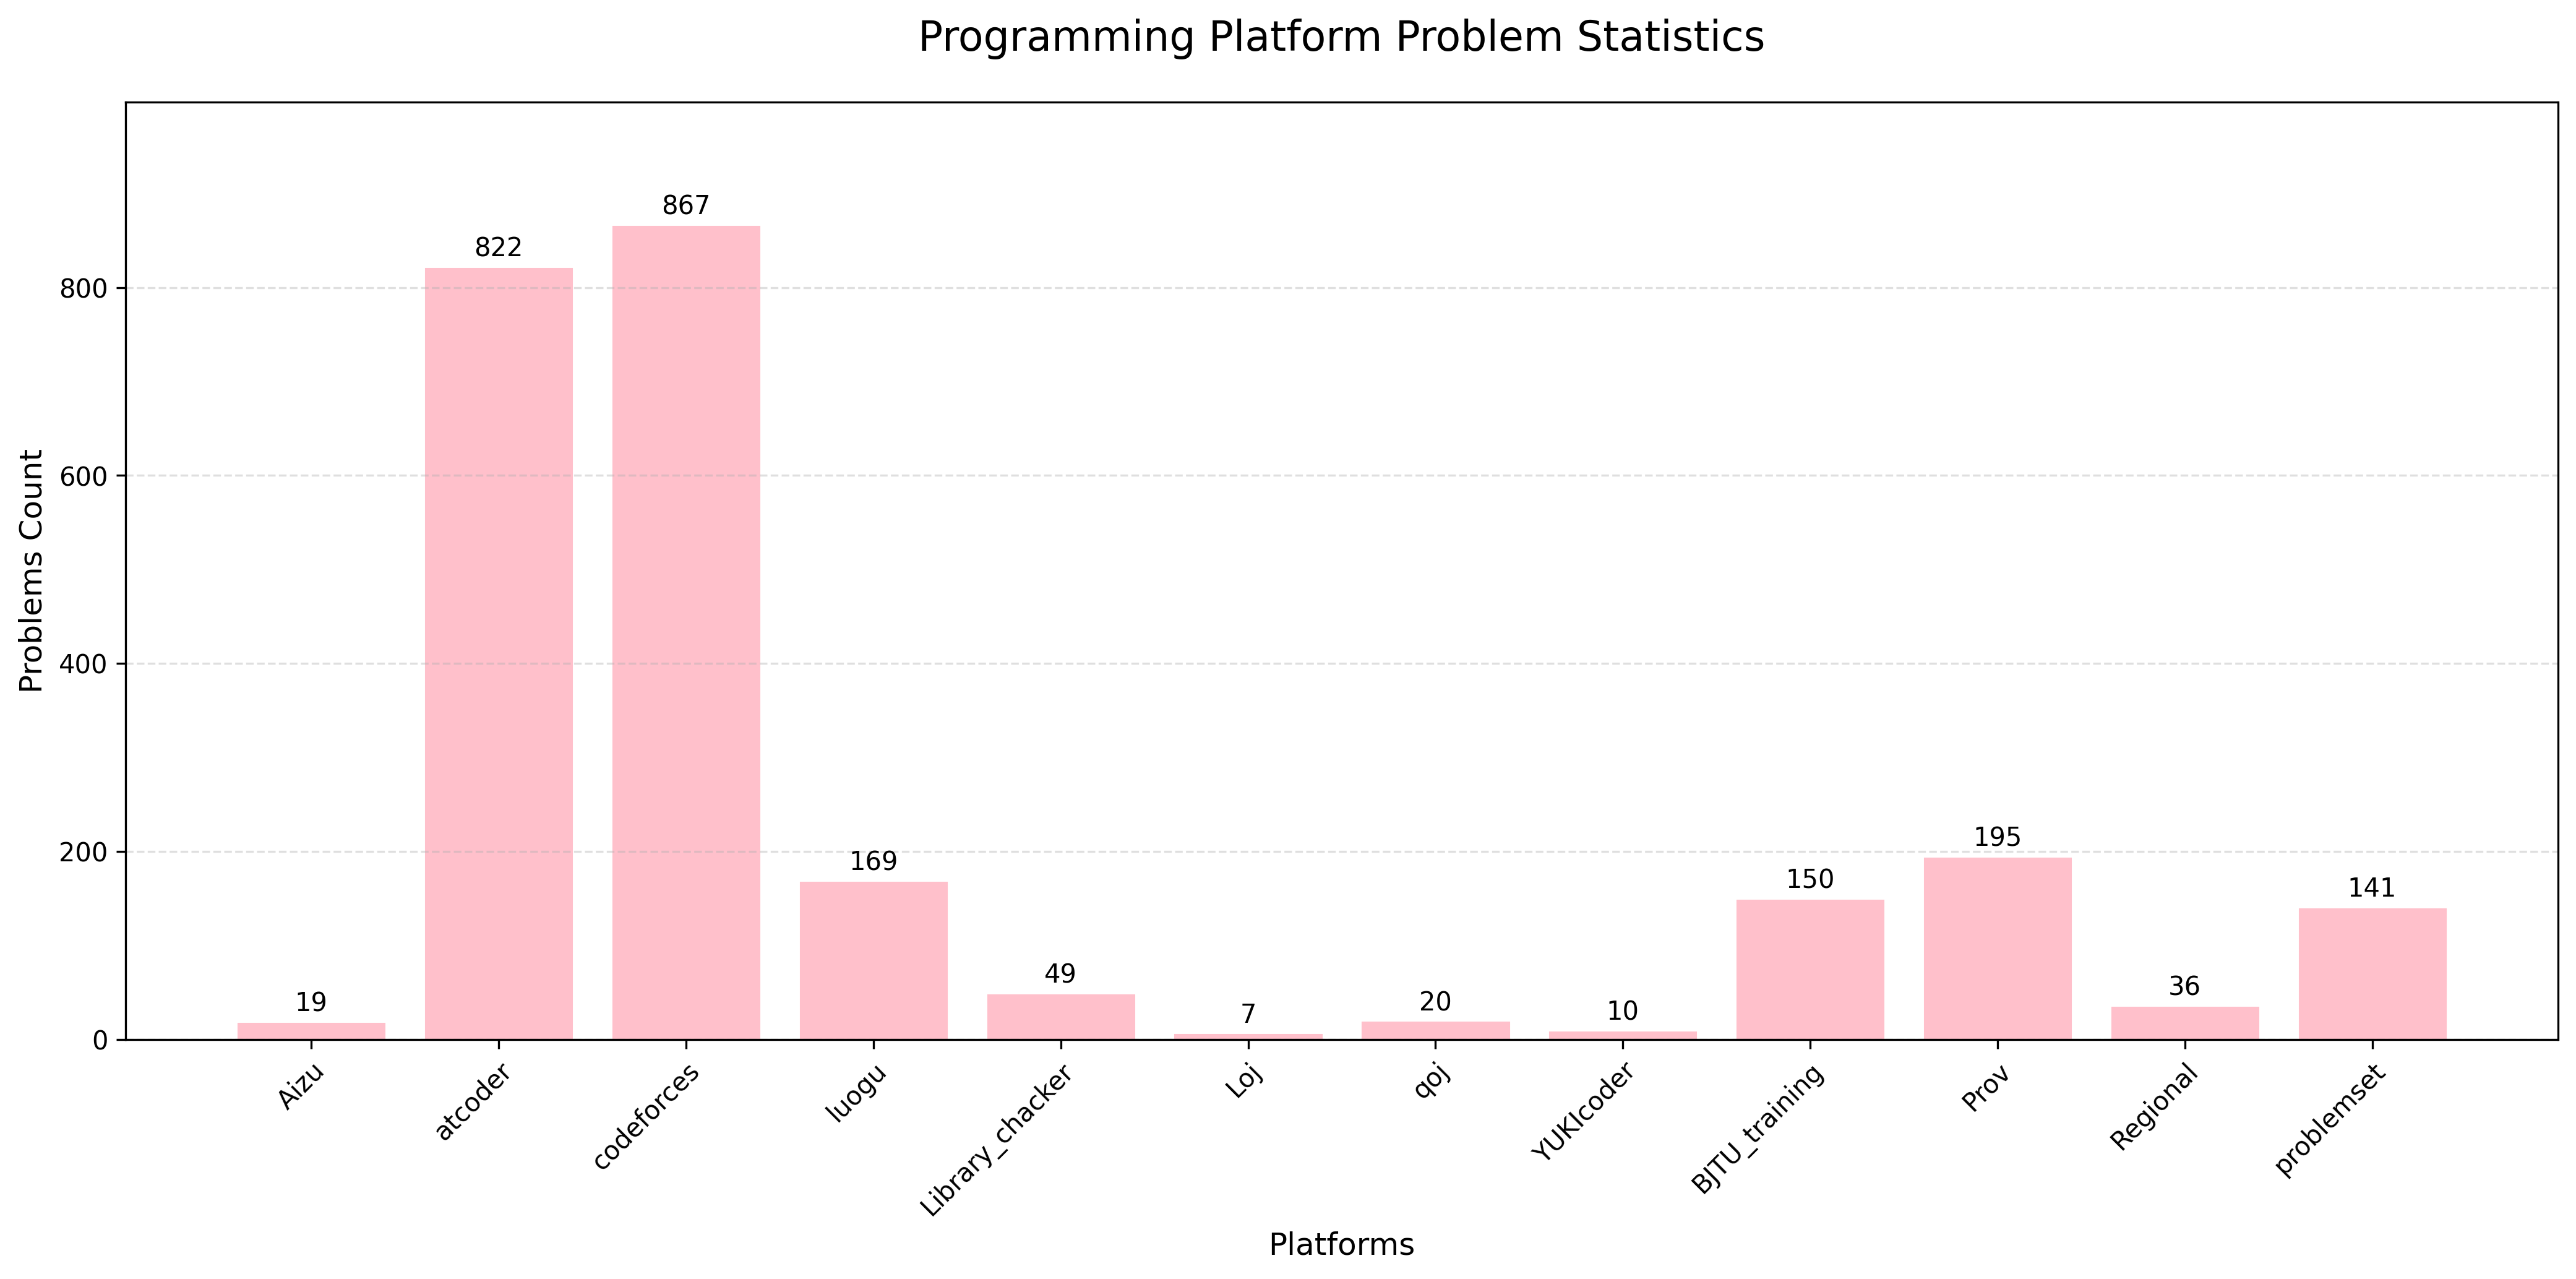 Programming Platform Problem Statistics
Problems Count
800
600
400
200
0
19
822
867
169
49
7
20
10
150
195
36
141
Aizu
atcoder
codeforces
luogu
Library_chacker
Loj
qoj
YUKIcoder
BJTU_training
Prov
Regional
problemset
Platforms